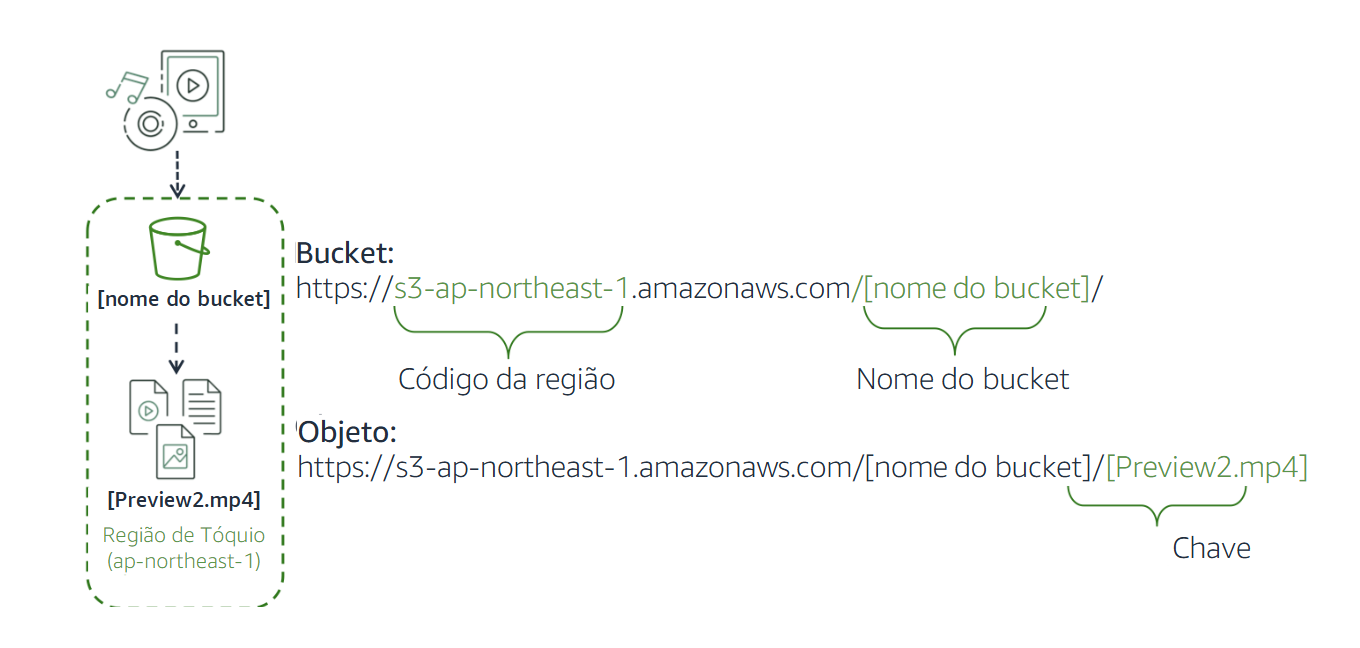 [nome do bucket]
[Preview2.mp4]
Região de Tóquio
(ap-northeast-1)
Bucket:
https://s3-ap-northeast-1.amazonaws.com/[nome do bucket]/
Código da região
Nome do bucket
Objeto:
https://s3-ap-northeast-1.amazonaws.com/[nome do bucket]/[Preview2.mp4]
Chave